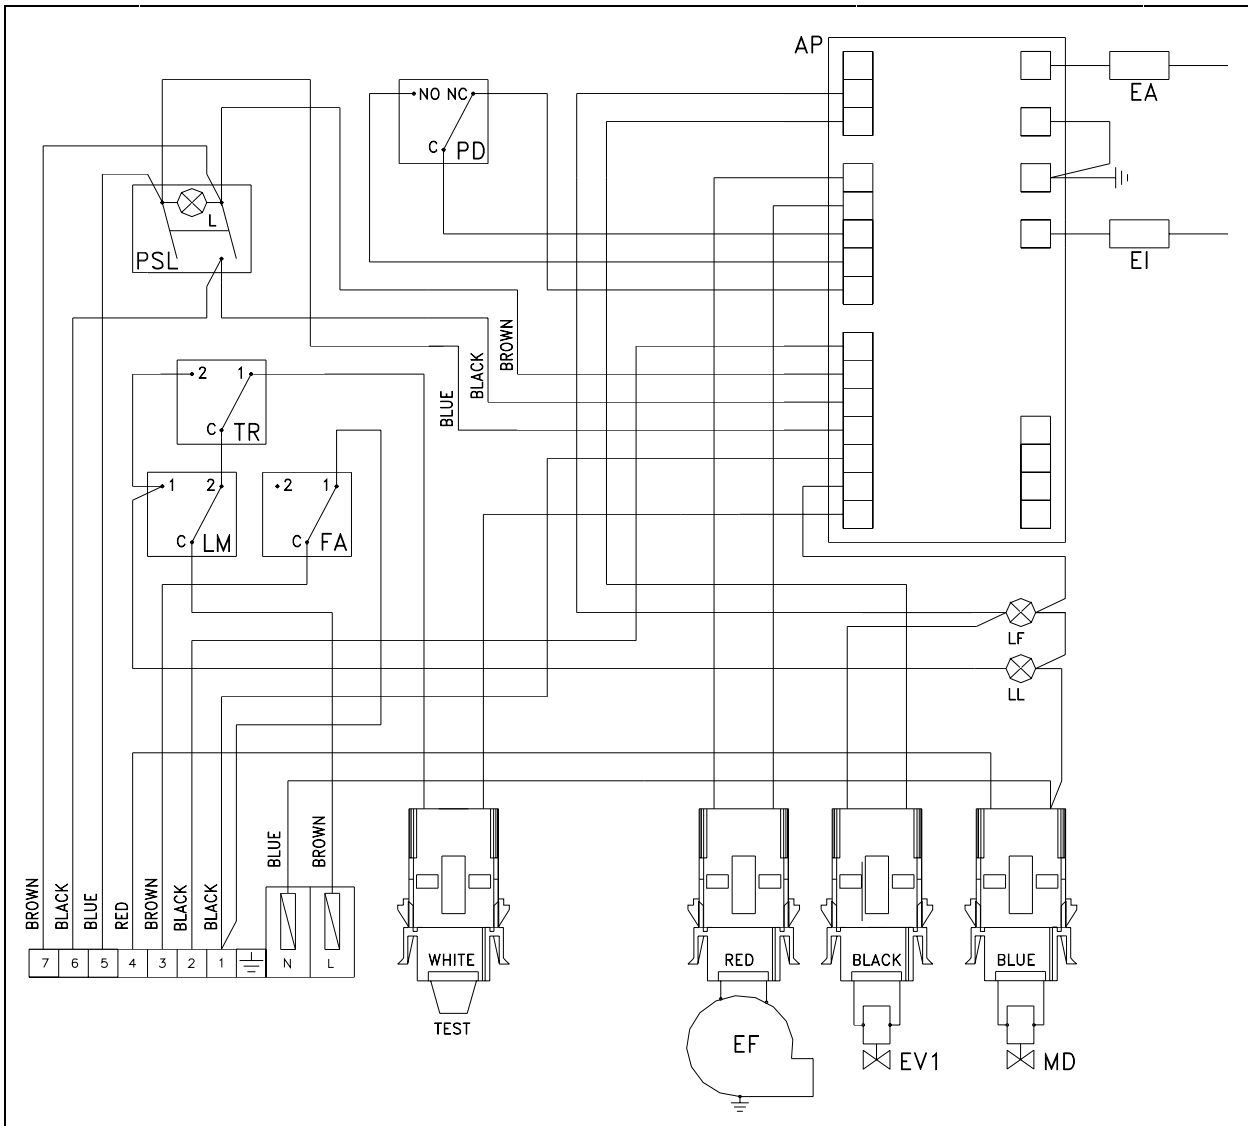 AP
EA
EI
NO NC
C PD
L
PSL
2 1
C TR
1 2
C LM
2 1
C FA
BLUE
BLACK
BROWN
LF
LL
BROWN
BLACK
BLUE
RED
BROWN
BLACK
BLACK
BLUE
BROWN
7 6 5 4 3 2 1 N L
WHITE
TEST
RED
EF
BLACK
EV1
BLUE
MD